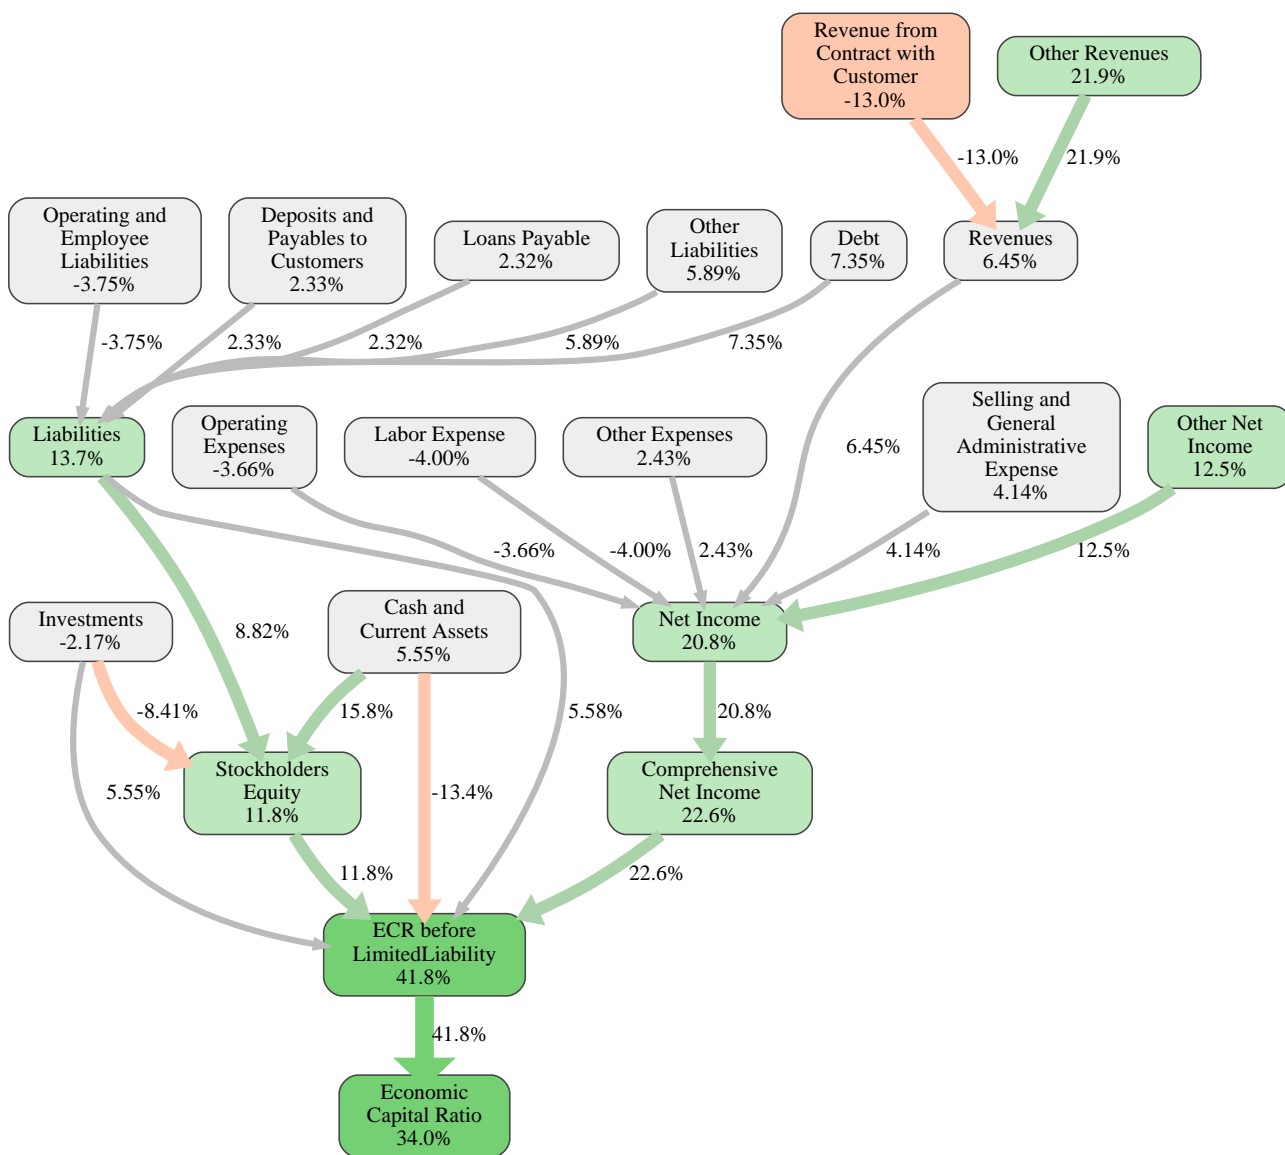 Revenue from
Contract with
Customer
-13.0%
Other Revenues
21.9%
-13.0%
21.9%
Operating and
Employee
Liabilities
-3.75%
Deposits and
Payables to
Customers
2.33%
Loans Payable
2.32%
Other
Liabilities
5.89%
Debt
7.35%
Revenues
6.45%
-3.75%
2.33%
2.32%
5.89%
7.35%
Liabilities
13.7%
Operating
Expenses
-3.66%
Labor Expense
-4.00%
Other Expenses
2.43%
6.45%
Selling and
General
Administrative
Expense
4.14%
Other Net
Income
12.5%
-3.66%
-4.00%
2.43%
4.14%
12.5%
Investments
-2.17%
8.82%
Cash and
Current Assets
5.55%
Net Income
20.8%
-8.41%
15.8%
5.58%
20.8%
5.55%
Stockholders
Equity
11.8%
-13.4%
Comprehensive
Net Income
22.6%
11.8%
22.6%
ECR before
LimitedLiability
41.8%
41.8%
Economic
Capital Ratio
34.0%